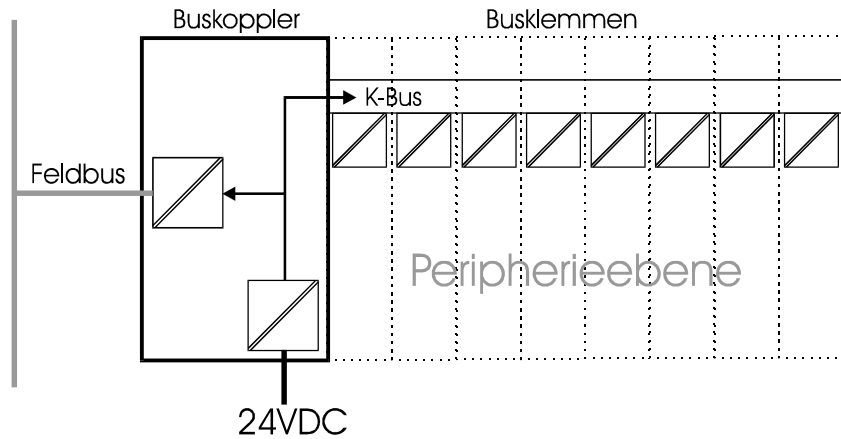 Buskoppler
Busklemmen
K-Bus
Feldbus
Peripherieebene
24VDC